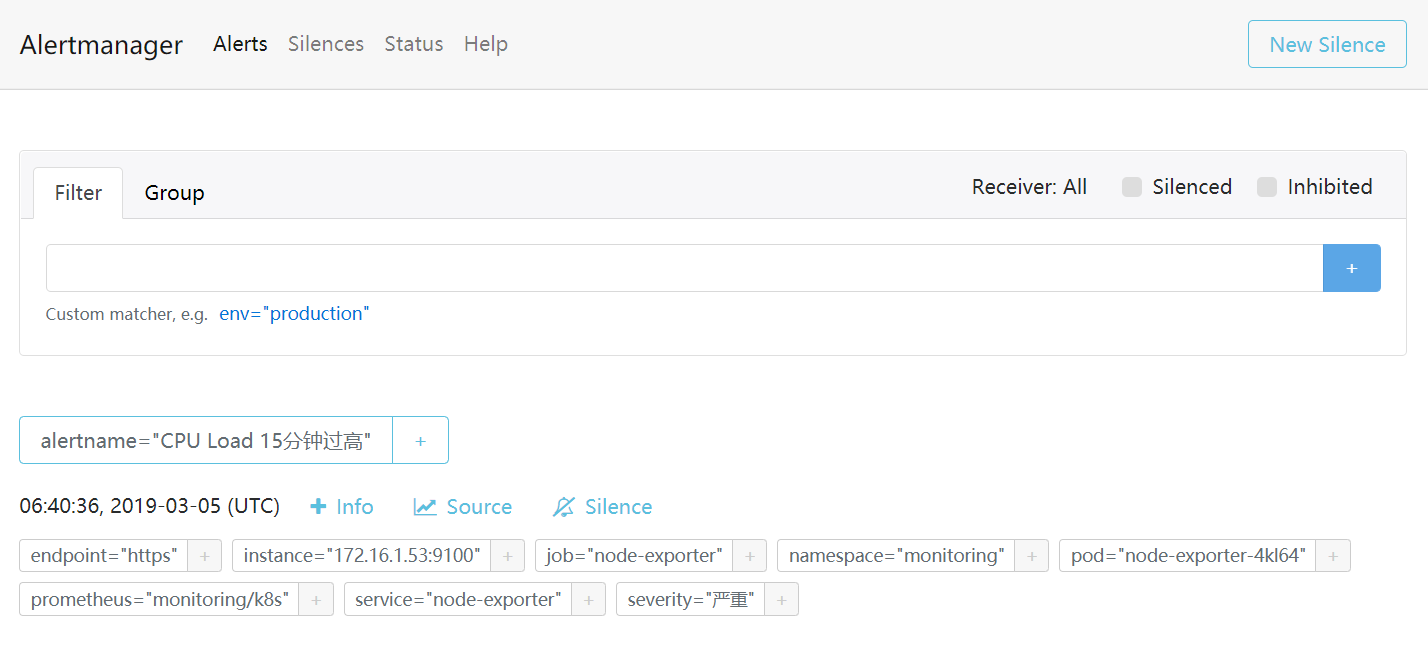 Alertmanager Alerts Silences Status Help New Silence
Filter Group Receiver: All Silenced Inhibited
+
Custom matcher, e.g. env="production"
alertname="CPU Load 15分钟过高" +
06:40:36, 2019-03-05 (UTC) + Info Source Silence
endpoint="https" + instance="172.16.1.53:9100" + job="node-exporter" + namespace="monitoring" + pod="node-exporter-4kl64" +
prometheus="monitoring/k8s" + service="node-exporter" + severity="严重" +